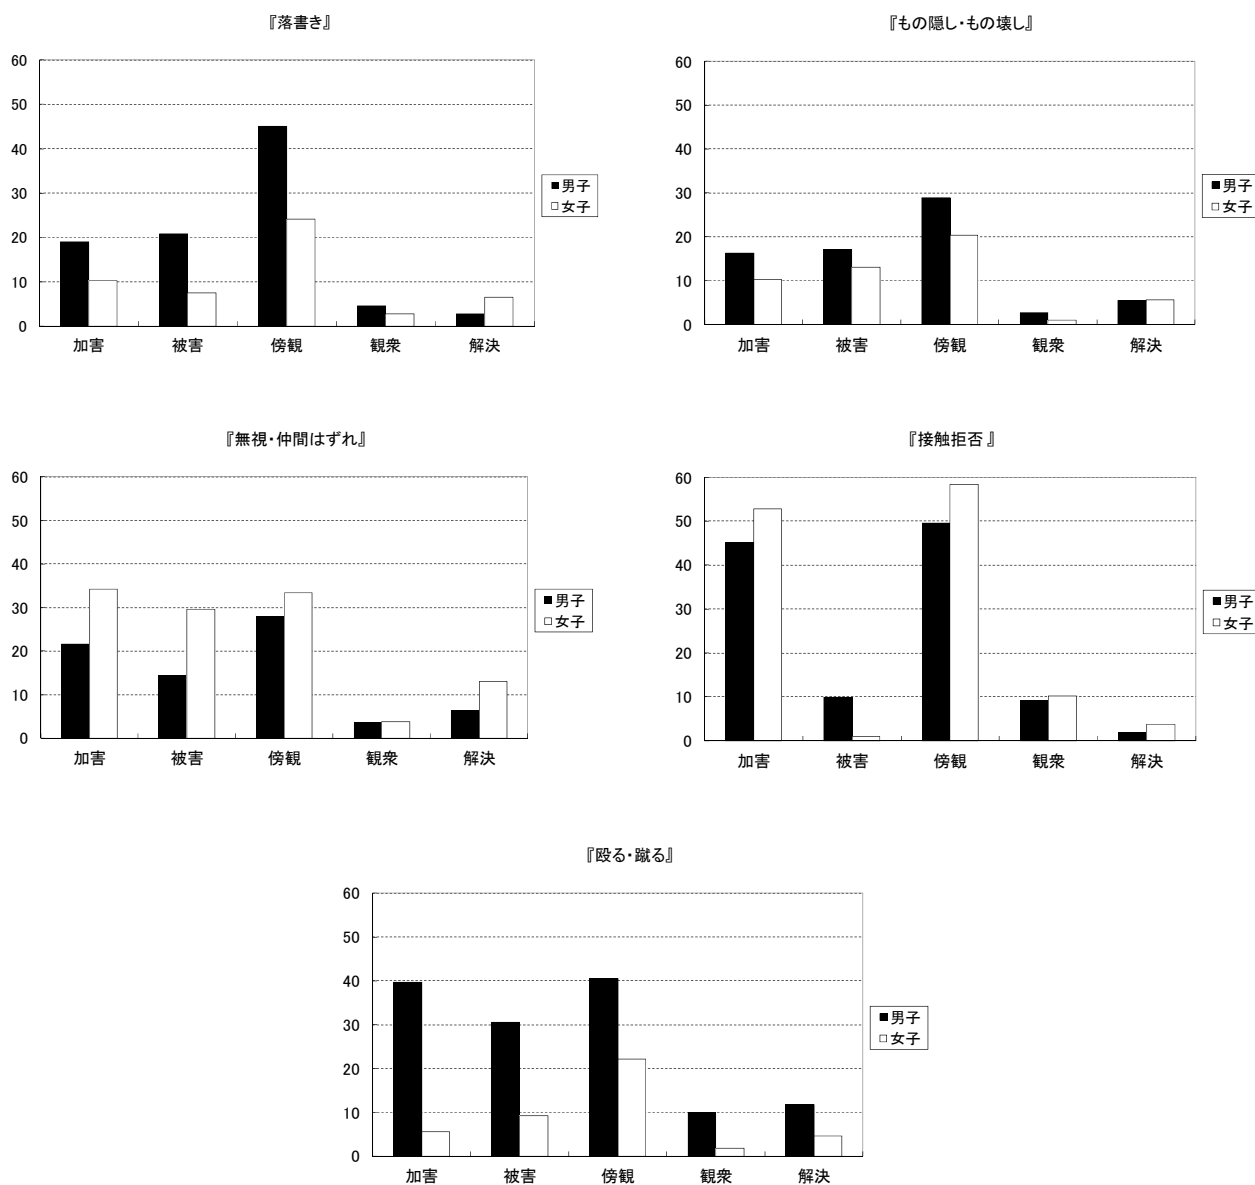 『落書き』
60
50
40
30
20
10
0
加害 被害 傍観 観衆 解決
■男子
□女子
『もの隠し・もの壊し』
60
50
40
30
20
10
0
加害 被害 傍観 観衆 解決
■男子
□女子
『無視・仲間はずれ』
60
50
40
30
20
10
0
加害 被害 傍観 観衆 解決
■男子
□女子
『接触拒否』
60
50
40
30
20
10
0
加害 被害 傍観 観衆 解決
■男子
□女子
『殴る・蹴る』
60
50
40
30
20
10
0
加害 被害 傍観 観衆 解決
■男子
□女子